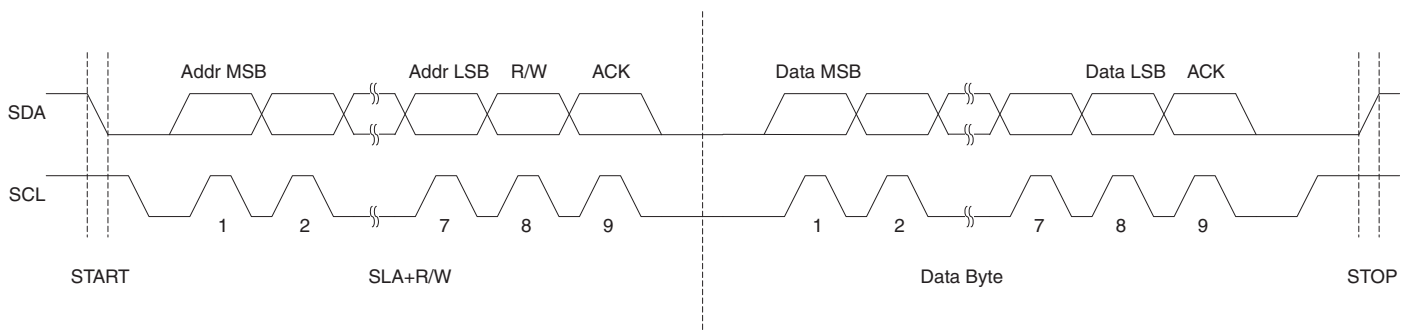 Addr MSB Addr LSB R/W ACK Data MSB Data LSB ACK
SDA
SCL
1 2 7 8 9 1 2 7 8 9
START SLA+R/W Data Byte STOP